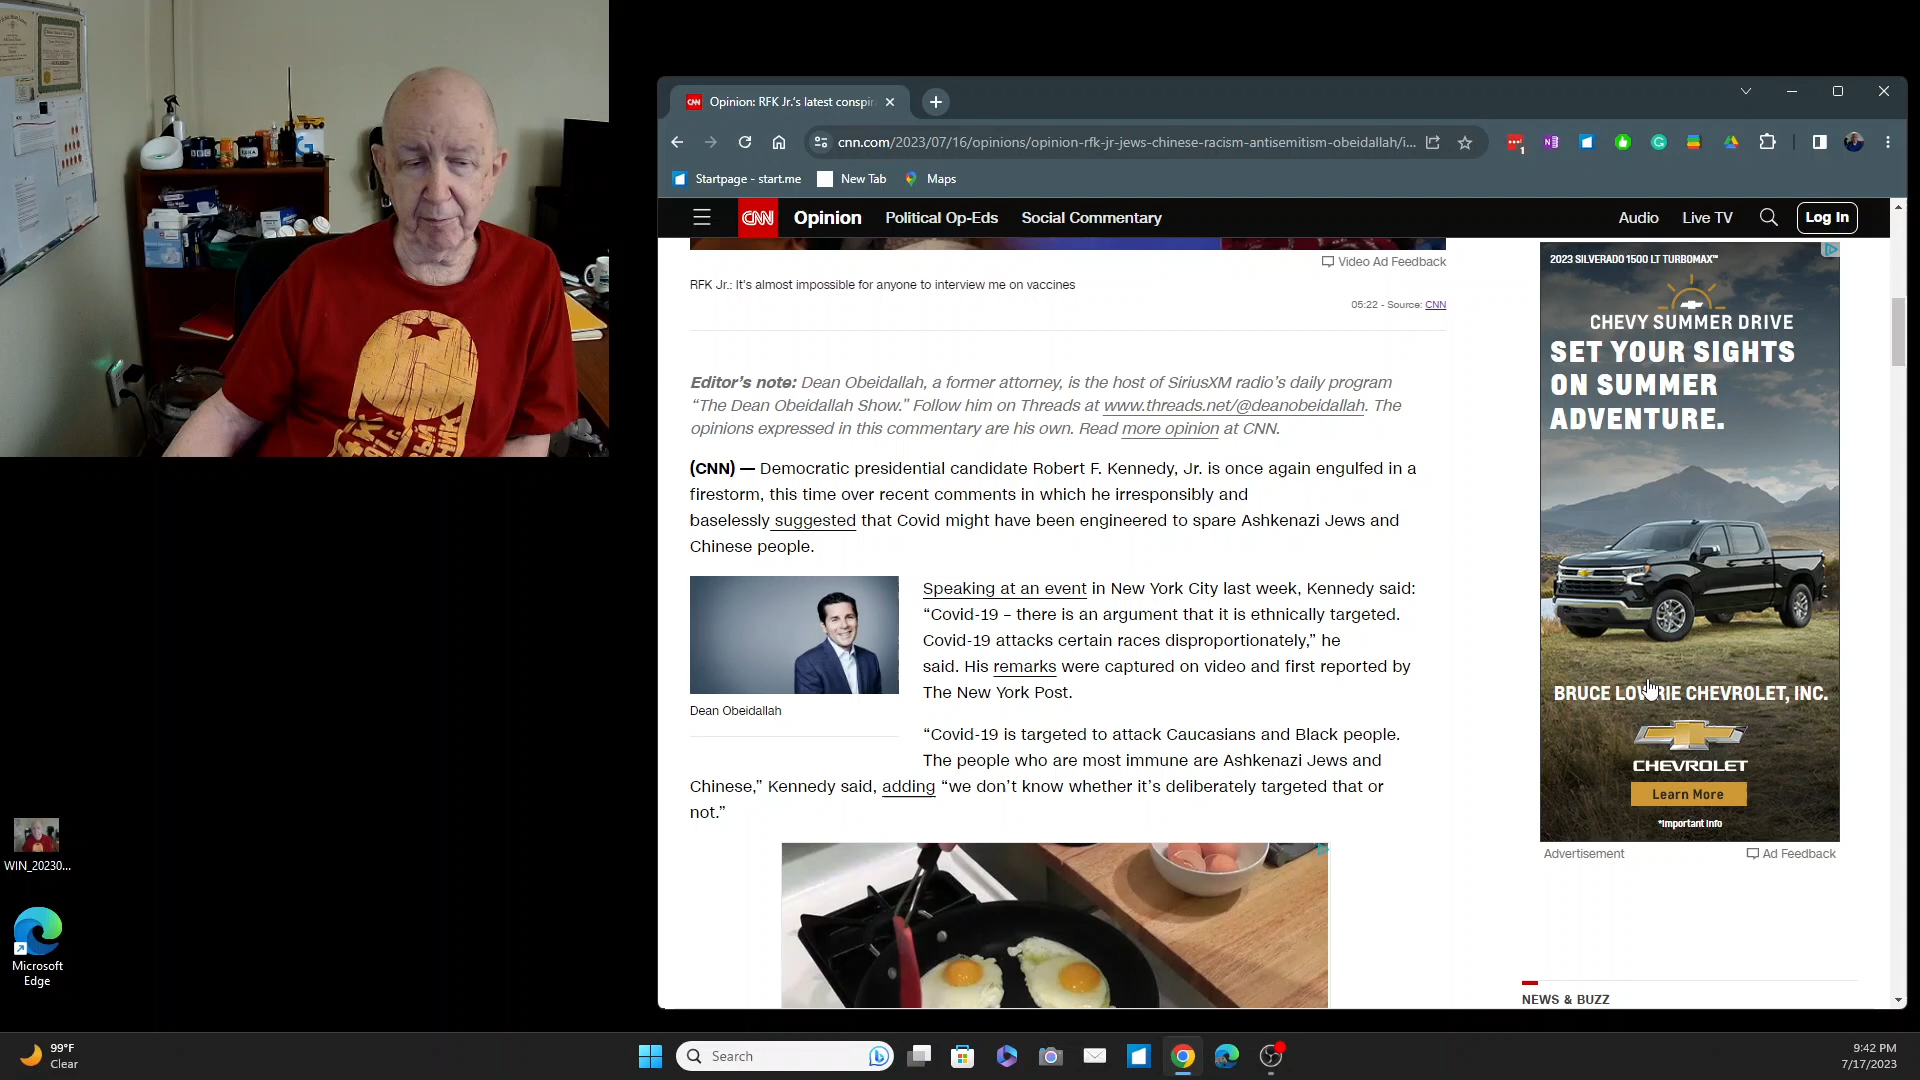 BBC
Opinion: RFK Jr.'s latest conspir
cnn.com/2023/07/16/opinions/opinion-rfk-jr-jews-chinese-racism-antisemitism-obeidallah/i...
1
Startpage - start.me
New Tab
Maps
CNN
Opinion
Political Op-Eds
Social Commentary
Audio
Live TV
Log In
Video Ad Feedback
RFK Jr.: It's almost impossible for anyone to interview me on vaccines
05:22 - Source: CNN
Editor's note: Dean Obeidallah, a former attorney, is the host of SiriusXM radio's daily program
“The Dean Obeidallah Show.” Follow him on Threads at www.threads.net/@deanobeidallah. The
opinions expressed in this commentary are his own. Read more opinion at CNN.
(CNN) — Democratic presidential candidate Robert F. Kennedy, Jr. is once again engulfed in a
firestorm, this time over recent comments in which he irresponsibly and
baselessly suggested that Covid might have been engineered to spare Ashkenazi Jews and
Chinese people.
Speaking at an event in New York City last week, Kennedy said:
“Covid-19 – there is an argument that it is ethnically targeted.
Covid-19 attacks certain races disproportionately,” he
said. His remarks were captured on video and first reported by
The New York Post.
Dean Obeidallah
“Covid-19 is targeted to attack Caucasians and Black people.
The people who are most immune are Ashkenazi Jews and
Chinese,” Kennedy said, adding “we don't know whether it's deliberately targeted that or
not.”
2023 SILVERADO 1500 LT TURBOMAX™
CHEVY SUMMER DRIVE
SET YOUR SIGHTS
ON SUMMER
ADVENTURE.
BRUCE LOWRIE CHEVROLET, INC.
CHEVROLET
Learn More
*Important Info
Advertisement
Ad Feedback
NEWS & BUZZ
WIN_20230...
Microsoft
Edge
99°F
Clear
Search
9:42 PM
7/17/2023